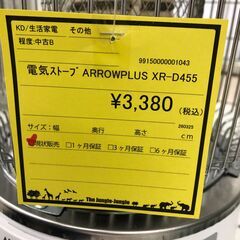 KD/生活家電 その他
程度:中古B
99150000001043
電気ストーブ ARROWPLUS XR-D455
¥3,380(税込)
260325
サイズ:幅 奥行 高さ cm
現状販売 □1ヶ月保証 □3ヶ月保証 □6ヶ月保証
The Jungle-Jungle